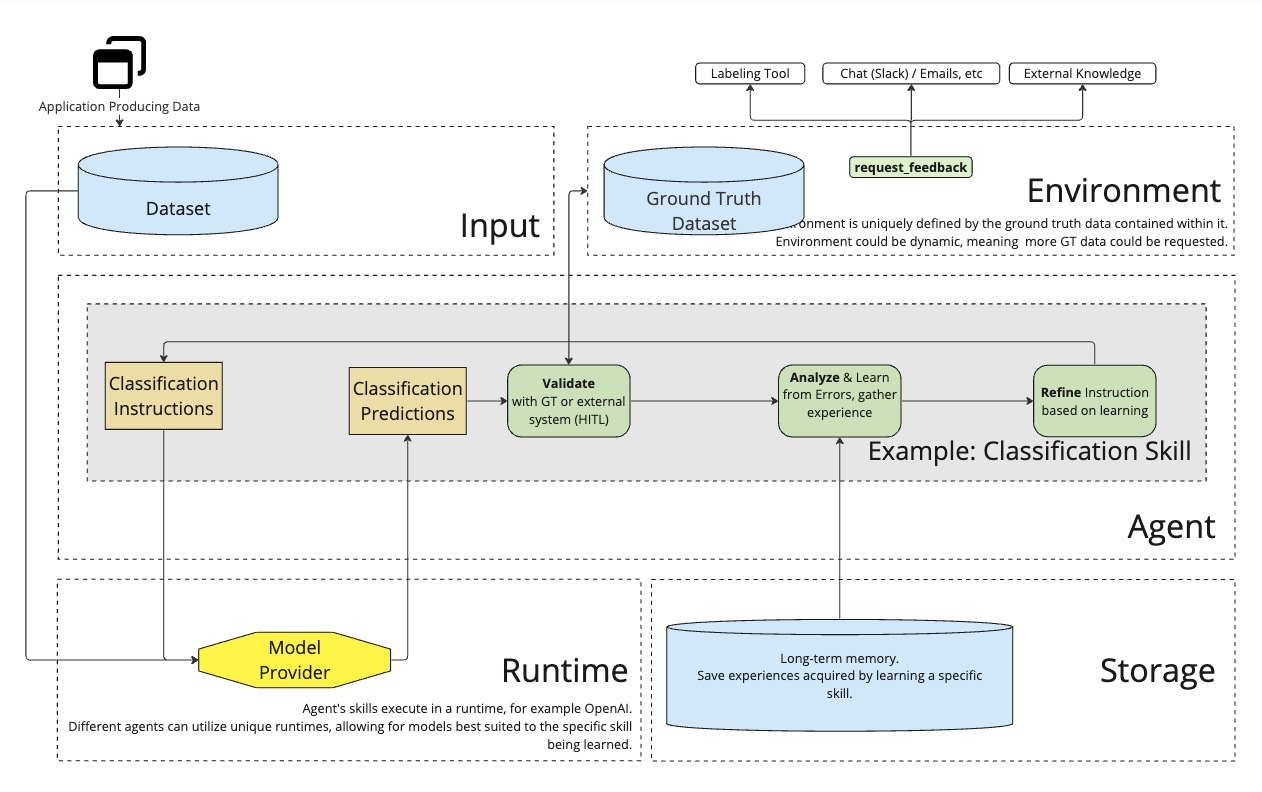 Application Producing Data
Dataset
Input
Labeling Tool
Chat (Slack) / Emails, etc
External Knowledge
request_feedback
Ground Truth
Dataset
Environment
is uniquely defined by the ground truth data contained within it.
Environment could be dynamic, meaning more GT data could be requested.
Classification
Instructions
Classification
Predictions
Validate
with GT or external
system (HITL)
Analyze & Learn
from Errors, gather
experience
Refine Instruction
based on learning
Example: Classification Skill
Agent
Model
Provider
Runtime
Agent's skills execute in a runtime, for example OpenAI.
Different agents can utilize unique runtimes, allowing for models best suited to the specific skill
being learned.
Long-term memory.
Save experiences acquired by learning a specific
skill.
Storage